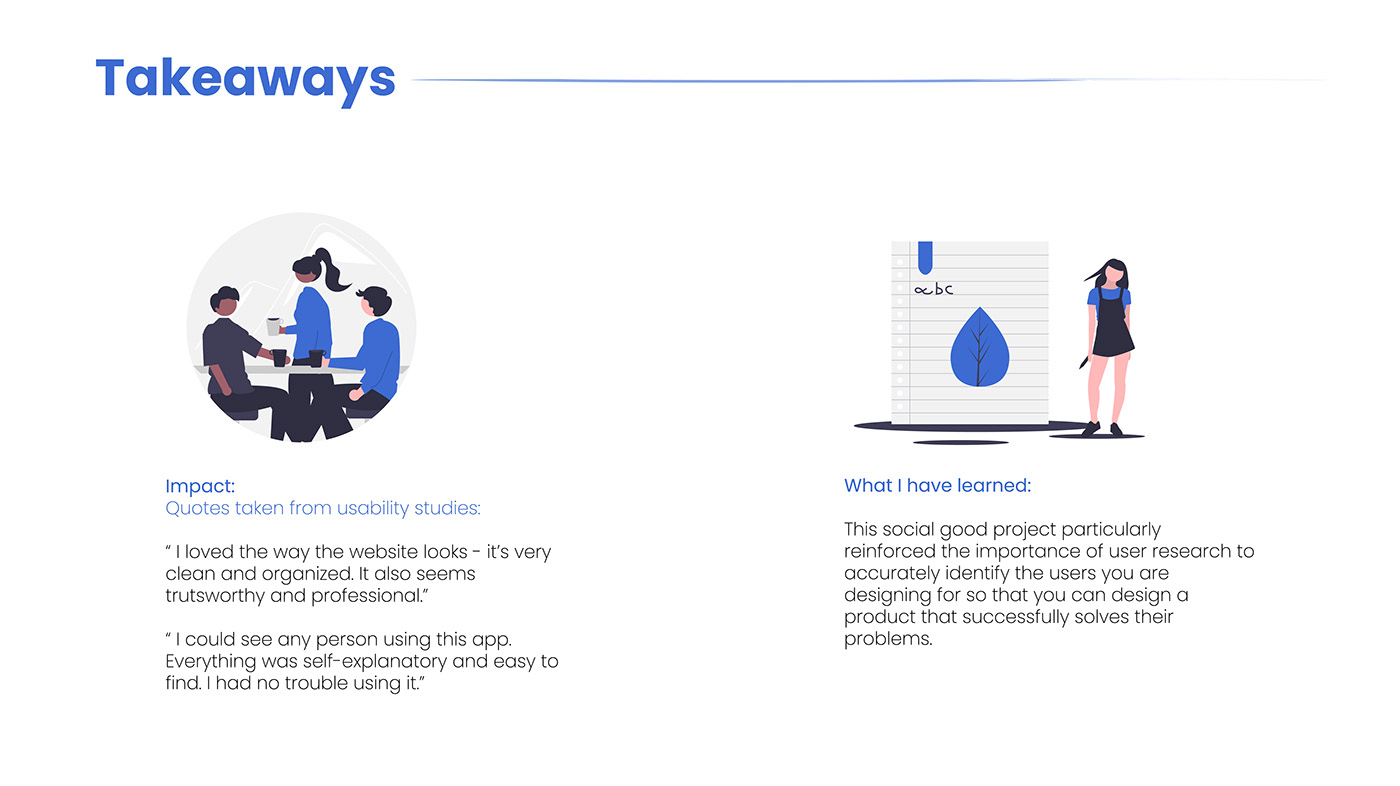 Takeaways
abc
Impact:
Quotes taken from usability studies:
“ I loved the way the website looks - it’s very
clean and organized. It also seems
trutsworthy and professional.”
“ I could see any person using this app.
Everything was self-explanatory and easy to
find. I had no trouble using it.”
What I have learned:
This social good project particularly
reinforced the importance of user research to
accurately identify the users you are
designing for so that you can design a
product that successfully solves their
problems.